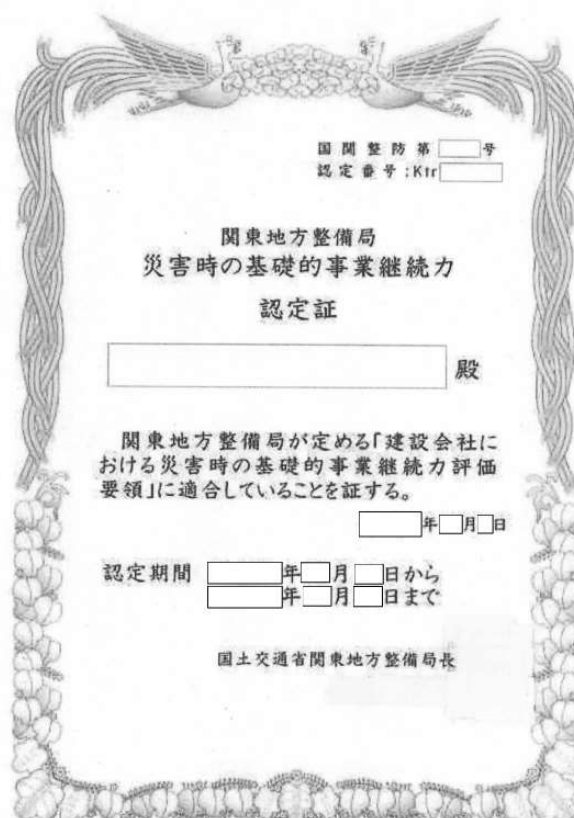 国関整防第 号
認定番号:Ktr
関東地方整備局
災害時の基礎的事業継続力
認定証
殿
関東地方整備局が定める「建設会社に
おける災害時の基礎的事業継続力評価
要領」に適合していることを証する。
年 月 日
認定期間 年 月 日から
年 月 日まで
国土交通省関東地方整備局長